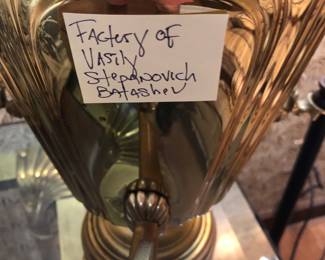 Factory of
Vasily
Stepanovich
Batashev